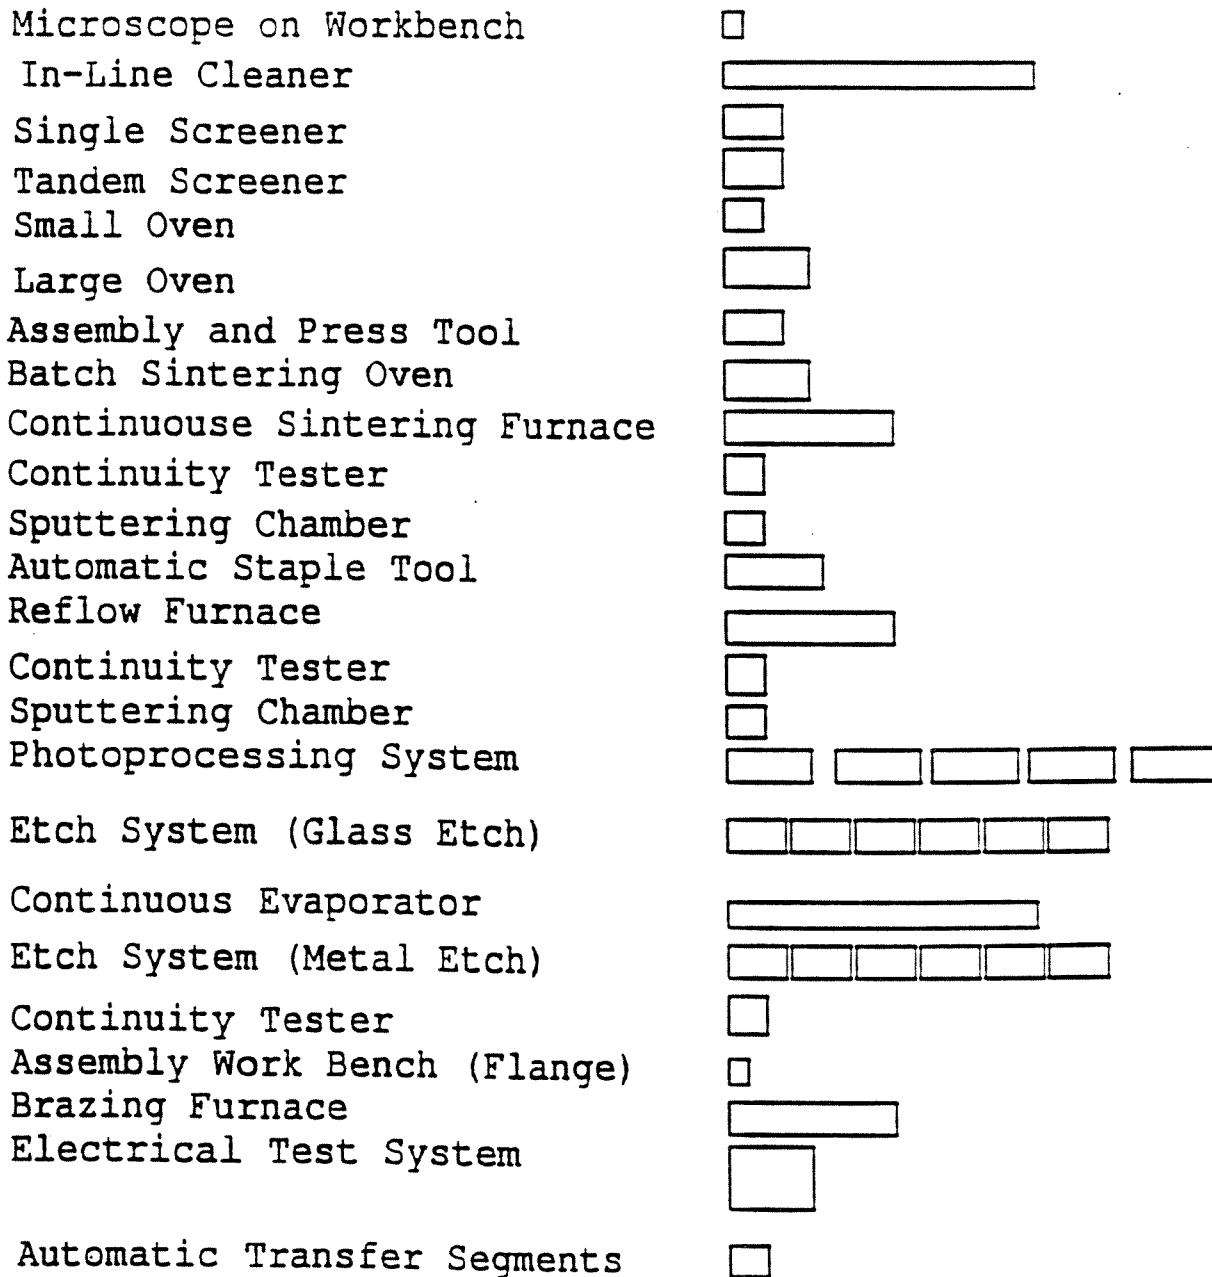 Microscope on Workbench
In-Line Cleaner
Single Screener
Tandem Screener
Small Oven
Large Oven
Assembly and Press Tool
Batch Sintering Oven
Continuouse Sintering Furnace
Continuity Tester
Sputtering Chamber
Automatic Staple Tool
Reflow Furnace
Continuity Tester
Sputtering Chamber
Photoprocessing System
Etch System (Glass Etch)
Continuous Evaporator
Etch System (Metal Etch)
Continuity Tester
Assembly Work Bench (Flange)
Brazing Furnace
Electrical Test System
Automatic Transfer Segments